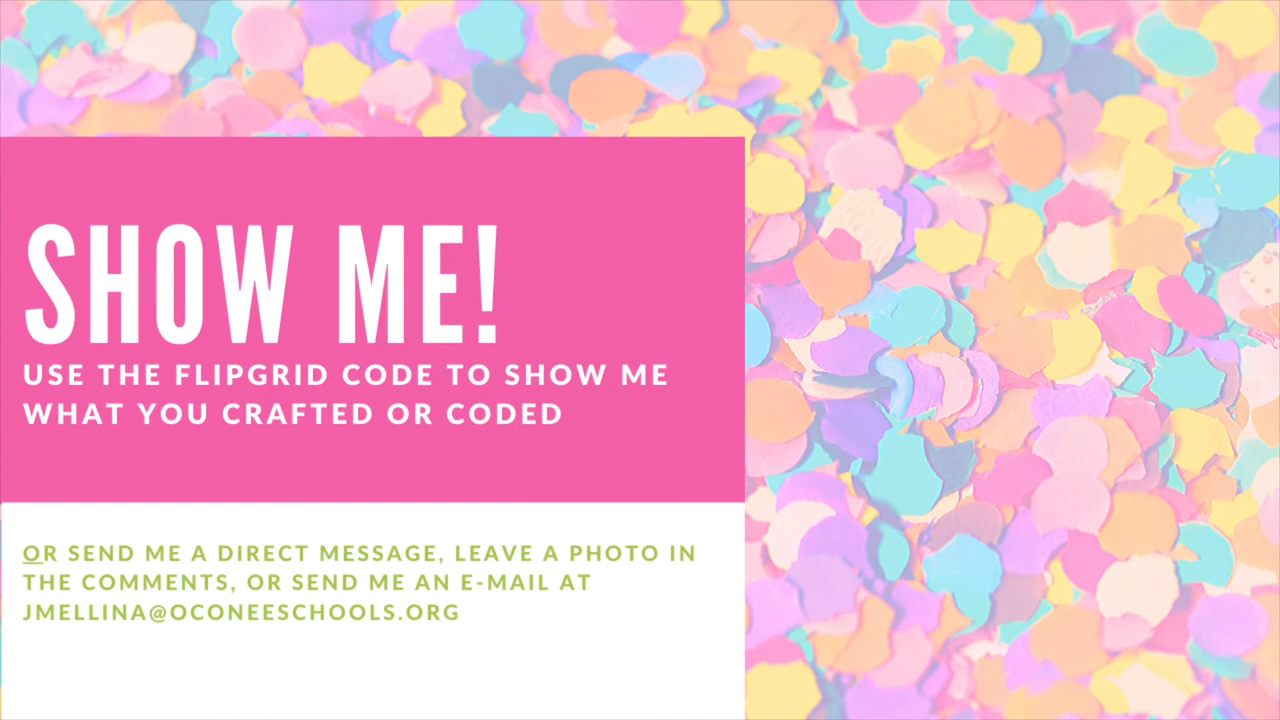 SHOW ME!
USE THE FLIPGRID CODE TO SHOW ME
WHAT YOU CRAFTED OR CODED
OR SEND ME A DIRECT MESSAGE, LEAVE A PHOTO IN
THE COMMENTS, OR SEND ME AN E-MAIL AT
JMELLINA@OCONEESCHOOLS.ORG